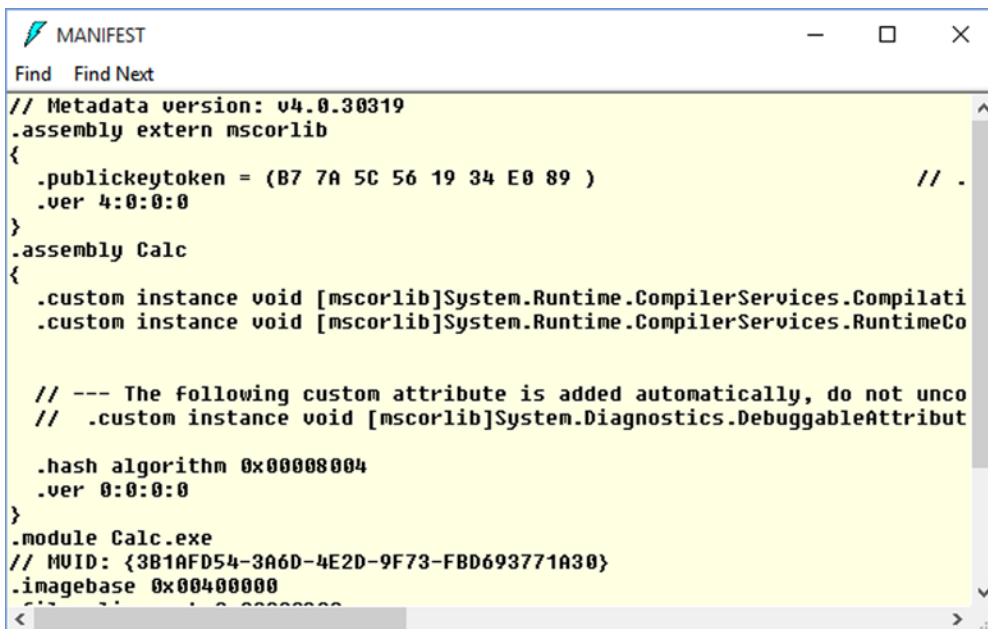 MANIFEST
Find Find Next
// Metadata version: v4.0.30319
.assembly extern mscorlib
{
  .publickeytoken = (B7 7A 5C 56 19 34 E0 89 )                         // .
  .ver 4:0:0:0
}
.assembly Calc
{
  .custom instance void [mscorlib]System.Runtime.CompilerServices.Compilati
  .custom instance void [mscorlib]System.Runtime.CompilerServices.RuntimeCo
  // --- The following custom attribute is added automatically, do not unco
  //  .custom instance void [mscorlib]System.Diagnostics.DebuggableAttribut
  .hash algorithm 0x00008004
  .ver 0:0:0:0
}
.module Calc.exe
// MVID: {3B1AFD54-3A6D-4E2D-9F73-FBD693771A30}
.imagebase 0x00400000